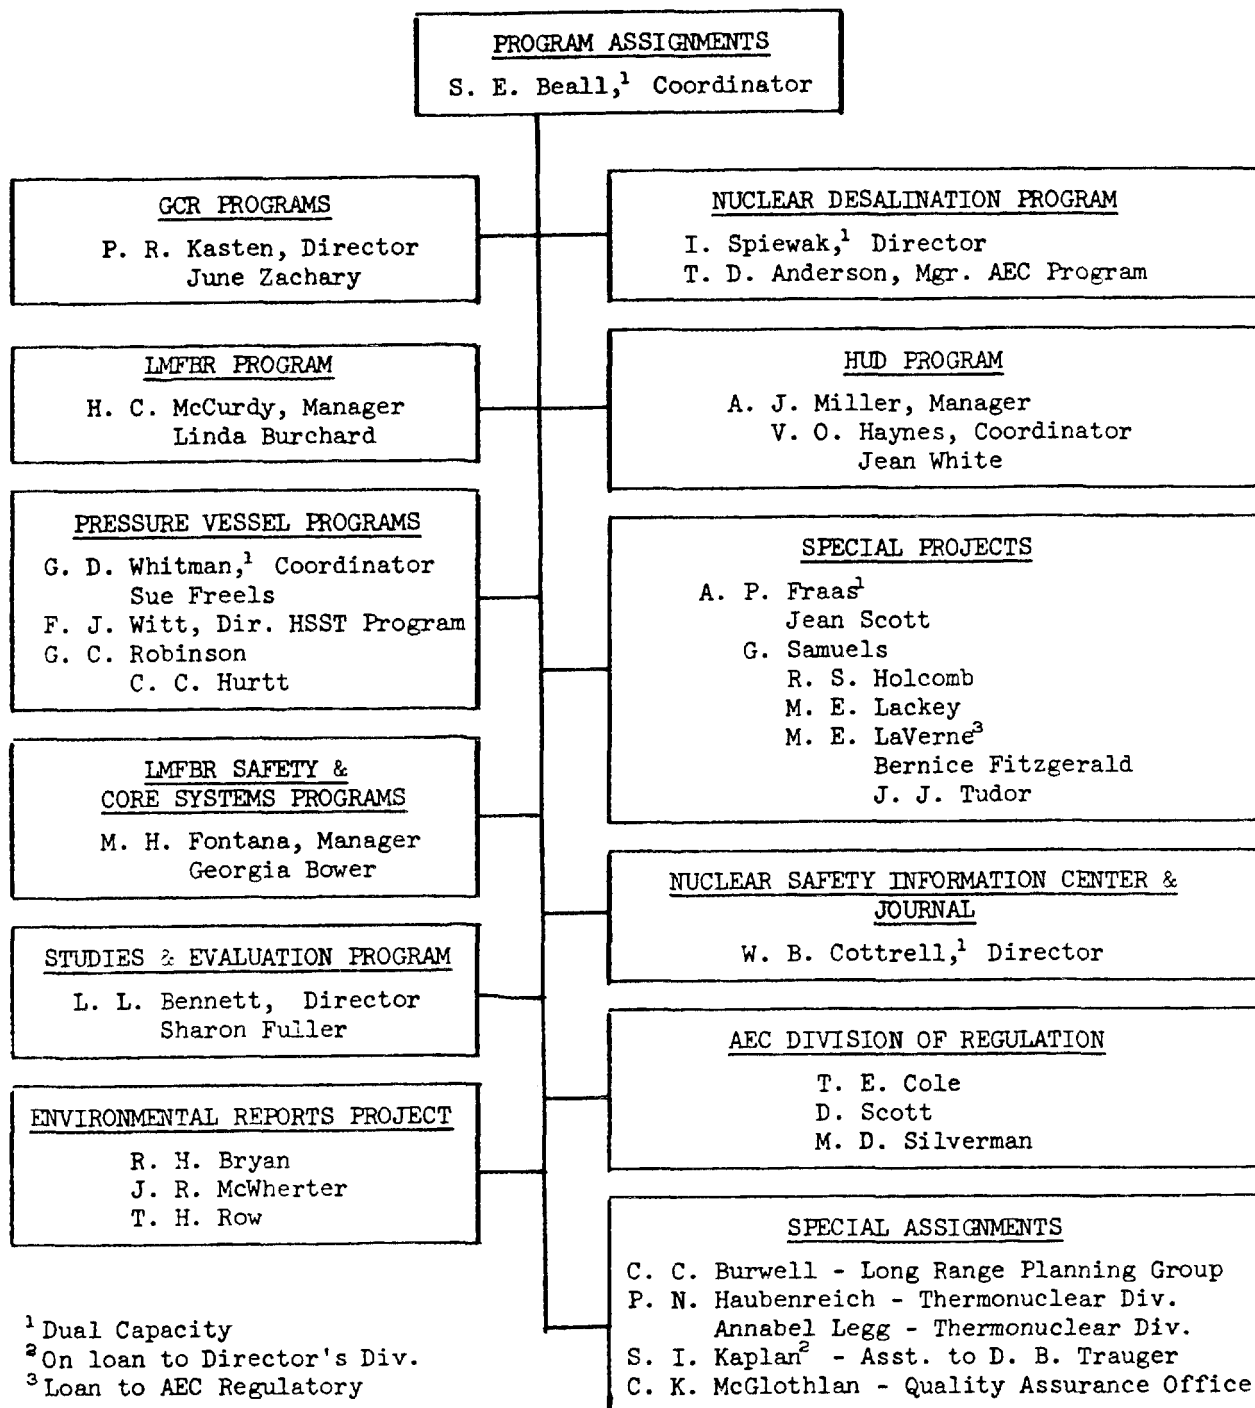 PROGRAM ASSIGNMENTS
S. E. Beall,¹ Coordinator
GCR PROGRAMS
P. R. Kasten, Director
June Zachary
NUCLEAR DESALINATION PROGRAM
I. Spiewak,¹ Director
T. D. Anderson, Mgr. AEC Program
LMFBR PROGRAM
H. C. McCurdy, Manager
Linda Burchard
HUD PROGRAM
A. J. Miller, Manager
V. O. Haynes, Coordinator
Jean White
PRESSURE VESSEL PROGRAMS
G. D. Whitman,¹ Coordinator
Sue Freels
F. J. Witt, Dir. HSST Program
G. C. Robinson
C. C. Hurtt
SPECIAL PROJECTS
A. P. Fraas¹
Jean Scott
G. Samuels
R. S. Holcomb
M. E. Lackey
M. E. LaVerne³
Bernice Fitzgerald
J. J. Tudor
LMFBR SAFETY &
CORE SYSTEMS PROGRAMS
M. H. Fontana, Manager
Georgia Bower
NUCLEAR SAFETY INFORMATION CENTER &
JOURNAL
W. B. Cottrell,¹ Director
STUDIES & EVALUATION PROGRAM
L. L. Bennett, Director
Sharon Fuller
AEC DIVISION OF REGULATION
T. E. Cole
D. Scott
M. D. Silverman
ENVIRONMENTAL REPORTS PROJECT
R. H. Bryan
J. R. McWherter
T. H. Row
SPECIAL ASSIGNMENTS
C. C. Burwell - Long Range Planning Group
P. N. Haubenreich - Thermonuclear Div.
Annabel Legg - Thermonuclear Div.
S. I. Kaplan² - Asst. to D. B. Trauger
C. K. McGlothlan - Quality Assurance Office
¹Dual Capacity
²On loan to Director's Div.
³Loan to AEC Regulatory